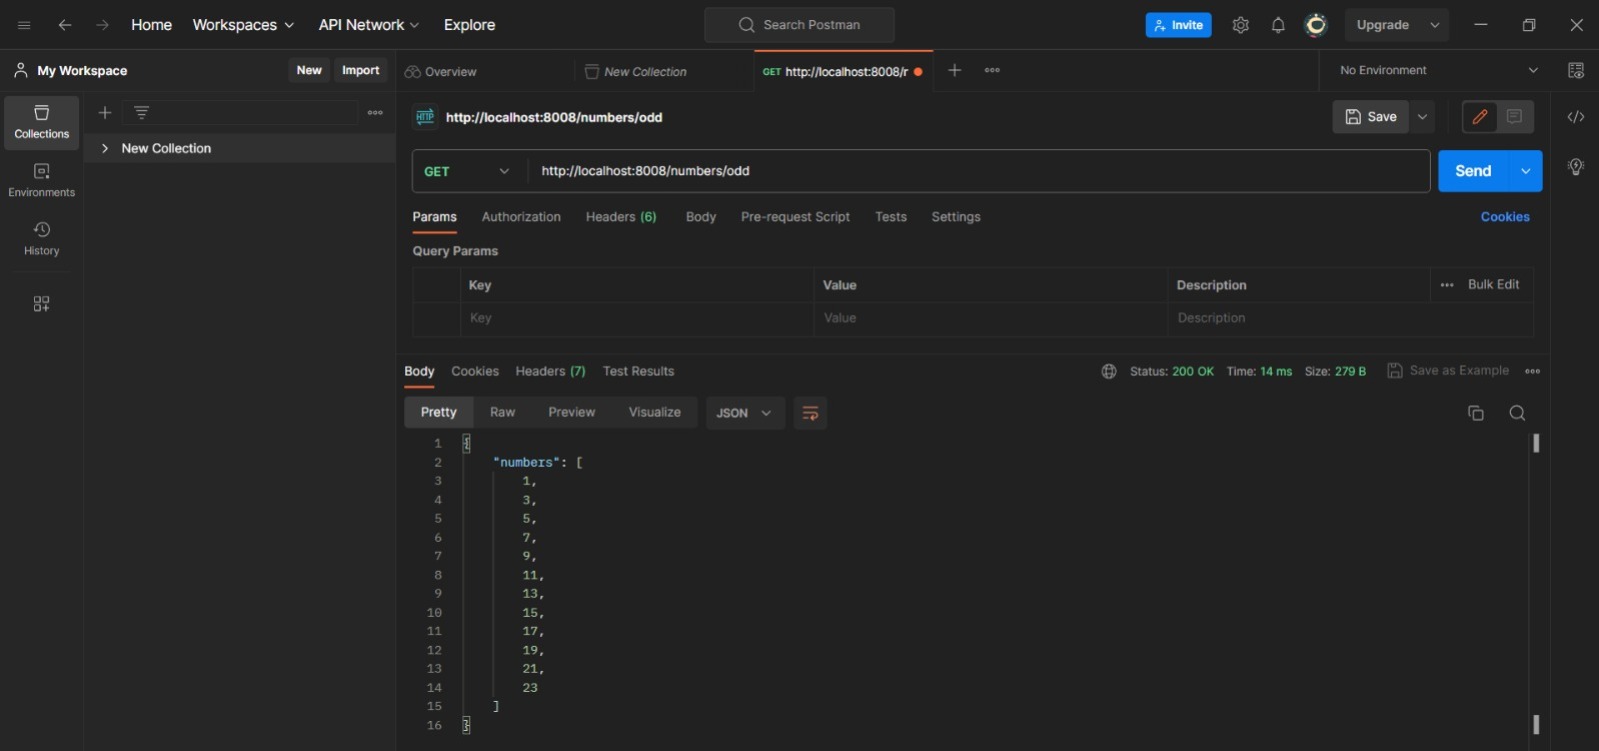 Home Workspaces API Network Explore Search Postman Invite Upgrade
My Workspace New Import Overview New Collection GET http://localhost:8008/r No Environment
Collections
HTTP http://localhost:8008/numbers/odd Save
New Collection
Environments
History
GET http://localhost:8008/numbers/odd Send
Params Authorization Headers (6) Body Pre-request Script Tests Settings Cookies
Query Params
Key Value Description Bulk Edit
Key Value Description
Body Cookies Headers (7) Test Results Status: 200 OK Time: 14 ms Size: 279 B Save as Example
Pretty Raw Preview Visualize JSON
1 {
2 "numbers": [
3 1,
4 3,
5 5,
6 7,
7 9,
8 11,
9 13,
10 15,
11 17,
12 19,
13 21,
14 23
15 ]
16 }